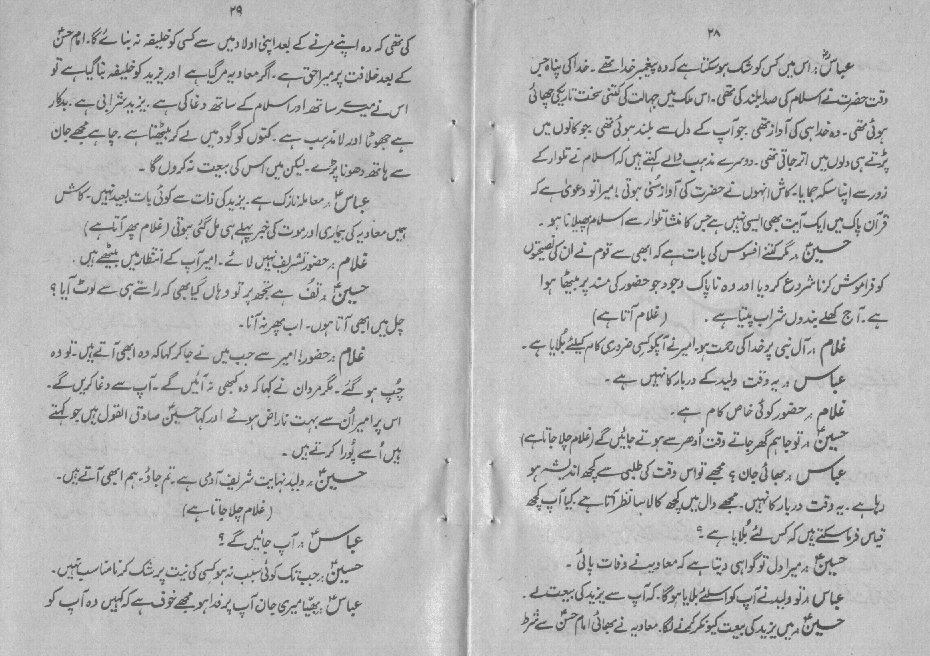 ۲۸
عباسؓ :۔ اس میں کس کو شک ہو سکتا ہے کہ وہ پیغمبر خدا تھے۔ خدا کی پناہ جس
وقت حضرت نے اسلام کی صدا بلند کی تھی۔ اس ملک میں جہالت کی کتنی سخت تاریکی چھائی
ہوئی تھی۔ وہ خدا ہی کی آواز تھی جو آپ کے دل سے بلند ہوئی تھی جو کانوں میں
پڑتے ہی دلوں میں اتر جاتی تھی۔ دوسرے مذہب والے کہتے ہیں کہ اسلام نے تلوار کے
زور سے اپنا سکہ جمایا۔ کاش انہوں نے حضرت کی آواز سُنی ہوتی! میرا تو دعویٰ ہے کہ
قرآن پاک میں ایک آیت بھی ایسی نہیں ہے جس کا منشا تلوار سے اسلام پھیلانا ہو۔
حسینؑ :۔ مگر کتنے افسوس کی بات ہے کہ ابھی سے قوم نے ان کی نصیحتوں
کو فراموش کرنا شروع کر دیا اور وہ ناپاک وجود جو حضور کی مسند پر بیٹھا ہوا
ہے۔ آج کھلے بندوں شراب پیتا ہے۔ (غلام آتا ہے)
غلام :۔ آل نبی پر خدا کی رحمت ہو۔ امیر نے آپکو کسی ضروری کام کیلئے بُلایا ہے۔
عباس :۔ یہ وقت ولید کے دربار کا نہیں ہے۔
غلام :۔ حضور کوئی خاص کام ہے۔
حسینؑ :۔ تو جا ہم گھر جاتے وقت اُدھر سے ہوتے جائیں گے (غلام چلا جاتا ہے)
عباس :۔ بھائی جان! مجھے تو اس وقت کی طلبی سے کچھ اندیشہ ہو
رہا ہے۔ یہ وقت دربار کا نہیں۔ مجھے دال میں کچھ کالا سا نظر آتا ہے۔ کیا آپ کچھ
قیاس فرما سکتے ہیں کہ کس لئے بُلایا ہے؟
حسینؑ :۔ میرا دل تو گواہی دیتا ہے کہ معاویہ نے وفات پائی۔
عباس :۔ تو ولید نے آپ کو اسلئے بُلایا ہوگا۔ کہ آپ سے یزید کی بیعت لے۔
حسینؑ :۔ میں یزید کی بیعت کیونکر کرنے لگا۔ معاویہ نے بھائی امام حسنؑ سے شرط
۲۹
کی تھی کہ وہ اپنے مرنے کے بعد اپنی اولاد میں سے کسی کو خلیفہ نہ بنائے گا۔ امام حسنؑ
کے بعد خلافت پر میرا حق ہے۔ اگر معاویہ مر گیا ہے اور یزید کو خلیفہ بنا گیا ہے تو
اس نے میرے ساتھ اور اسلام کے ساتھ دغا کی ہے۔ یزید شرابی ہے۔ بدکار
ہے جھوٹا اور لا مذہب ہے۔ کتوں کو گود میں لے کر بیٹھتا ہے۔ چاہے مجھے جان
سے ہاتھ دھونا پڑے۔ لیکن میں اس کی بیعت نہ کروں گا۔
عباسؑ :۔ معاملہ نازک ہے۔ یزید کی ذات سے کوئی بات بعید نہیں۔ کاش
ہمیں معاویہ کی بیماری اور موت کی خبر پہلے ہی مل گئی ہوتی (غلام پھر آتا ہے)
غلام :۔ حضور تشریف نہیں لائے۔ امیر آپ کے انتظار میں بیٹھے ہیں۔
حسینؑ :۔ تُف ہے تجھ پر تو وہاں گیا بھی کہ راستے ہی سے لوٹ آیا؟
چل میں ابھی آتا ہوں۔ اب پھر نہ آنا۔
غلام :۔ حضور! امیر سے جب میں نے جا کر کہا کہ وہ ابھی آتے ہیں۔ تو وہ
چُپ ہو گئے۔ مگر مروان نے کہا کہ وہ کبھی نہ آئیں گے۔ آپ سے دغا کریں گے۔
اس پر امیر اُن سے بہت ناراض ہوئے اور کہا حسینؑ صادق القول ہیں جو کہتے
ہیں اُسے پُورا کرتے ہیں۔
حسینؑ :۔ ولید نہایت شریف آدمی ہے۔ تم جاؤ۔ ہم ابھی آتے ہیں۔
(غلام چلا جاتا ہے)
عباسؑ :۔ آپ جائیں گے؟
حسینؑ :۔ جب تک کوئی سبب نہ ہو کسی کی نیت پر شک کرنا مناسب نہیں۔
عباسؑ :۔ بھیّا میری جان آپ پر فدا ہو مجھے خوف ہے کہ کہیں وہ آپ کو